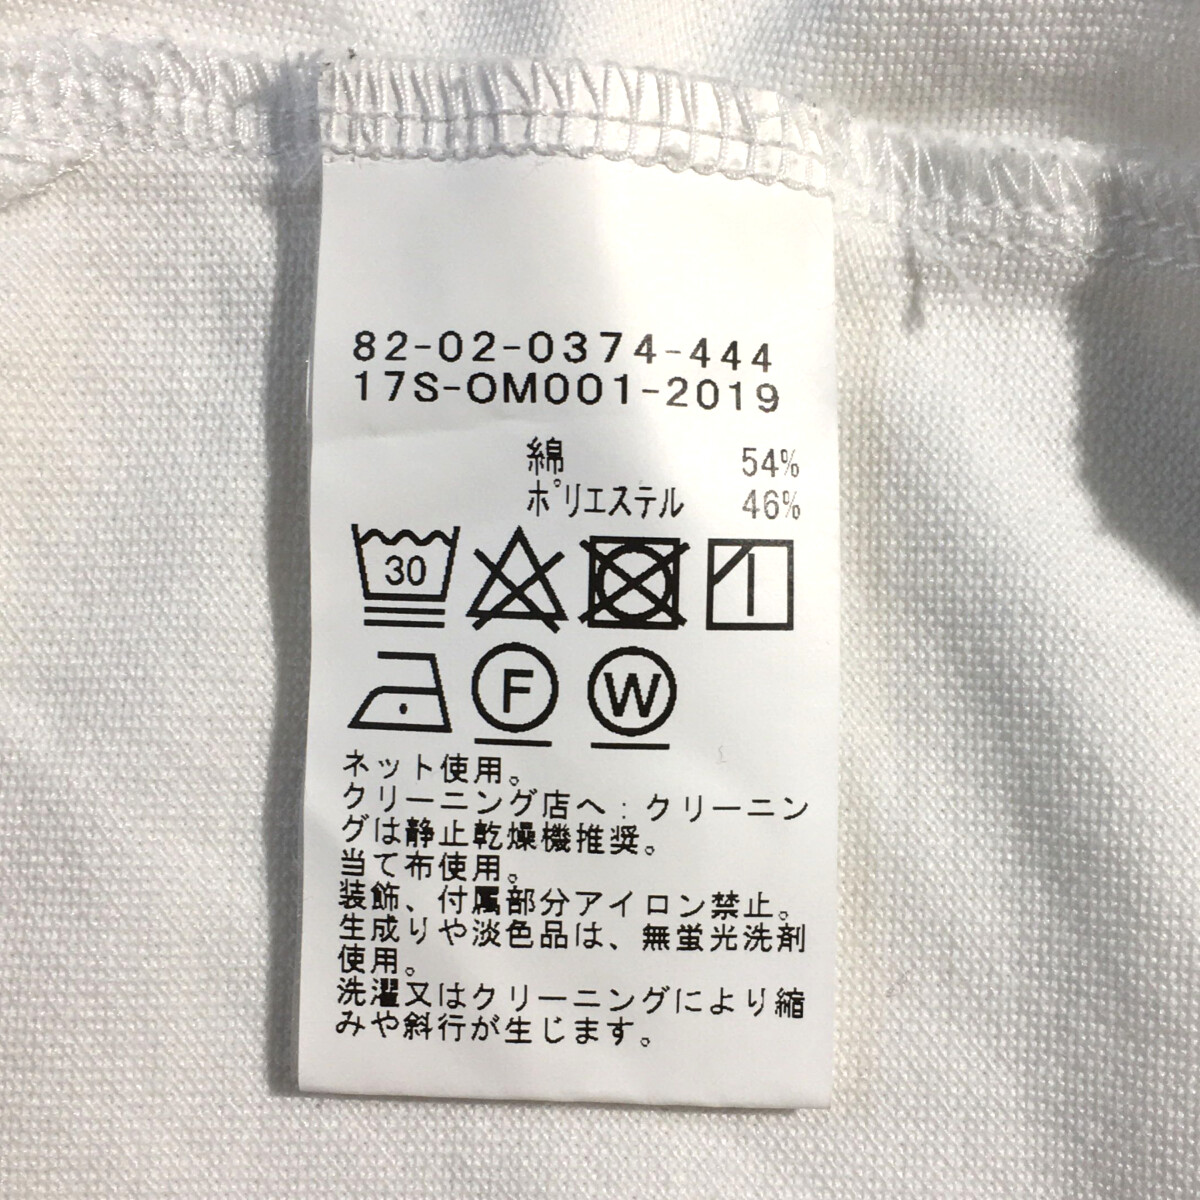 82-02-0374-444
17S-OM001-2019
綿 54%
ポリエステル 46%
30
F W
ネット使用。
クリーニング店へ：クリーニン
グは静止乾燥機推奨。
当て布使用。
装飾、付属部分アイロン禁止。
生成りや淡色品は、無蛍光洗剤
使用。
洗濯又はクリーニングにより縮
みや斜行が生じます。